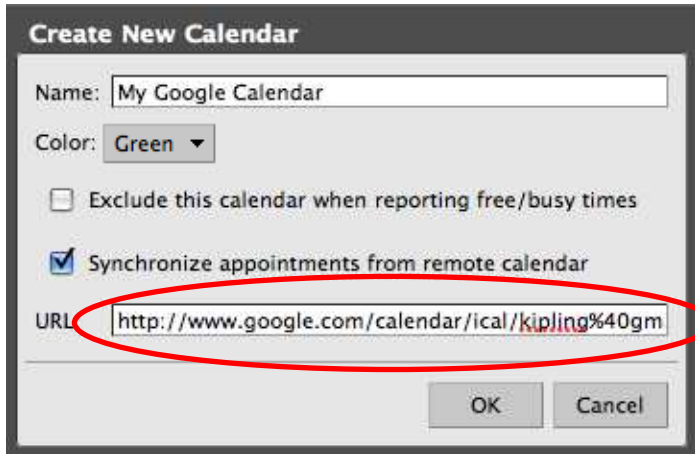 Create New Calendar
Name: My Google Calendar
Color: Green
Exclude this calendar when reporting free/busy times
Synchronize appointments from remote calendar
URL http://www.google.com/calendar/ical/kipling%40gm
OK Cancel